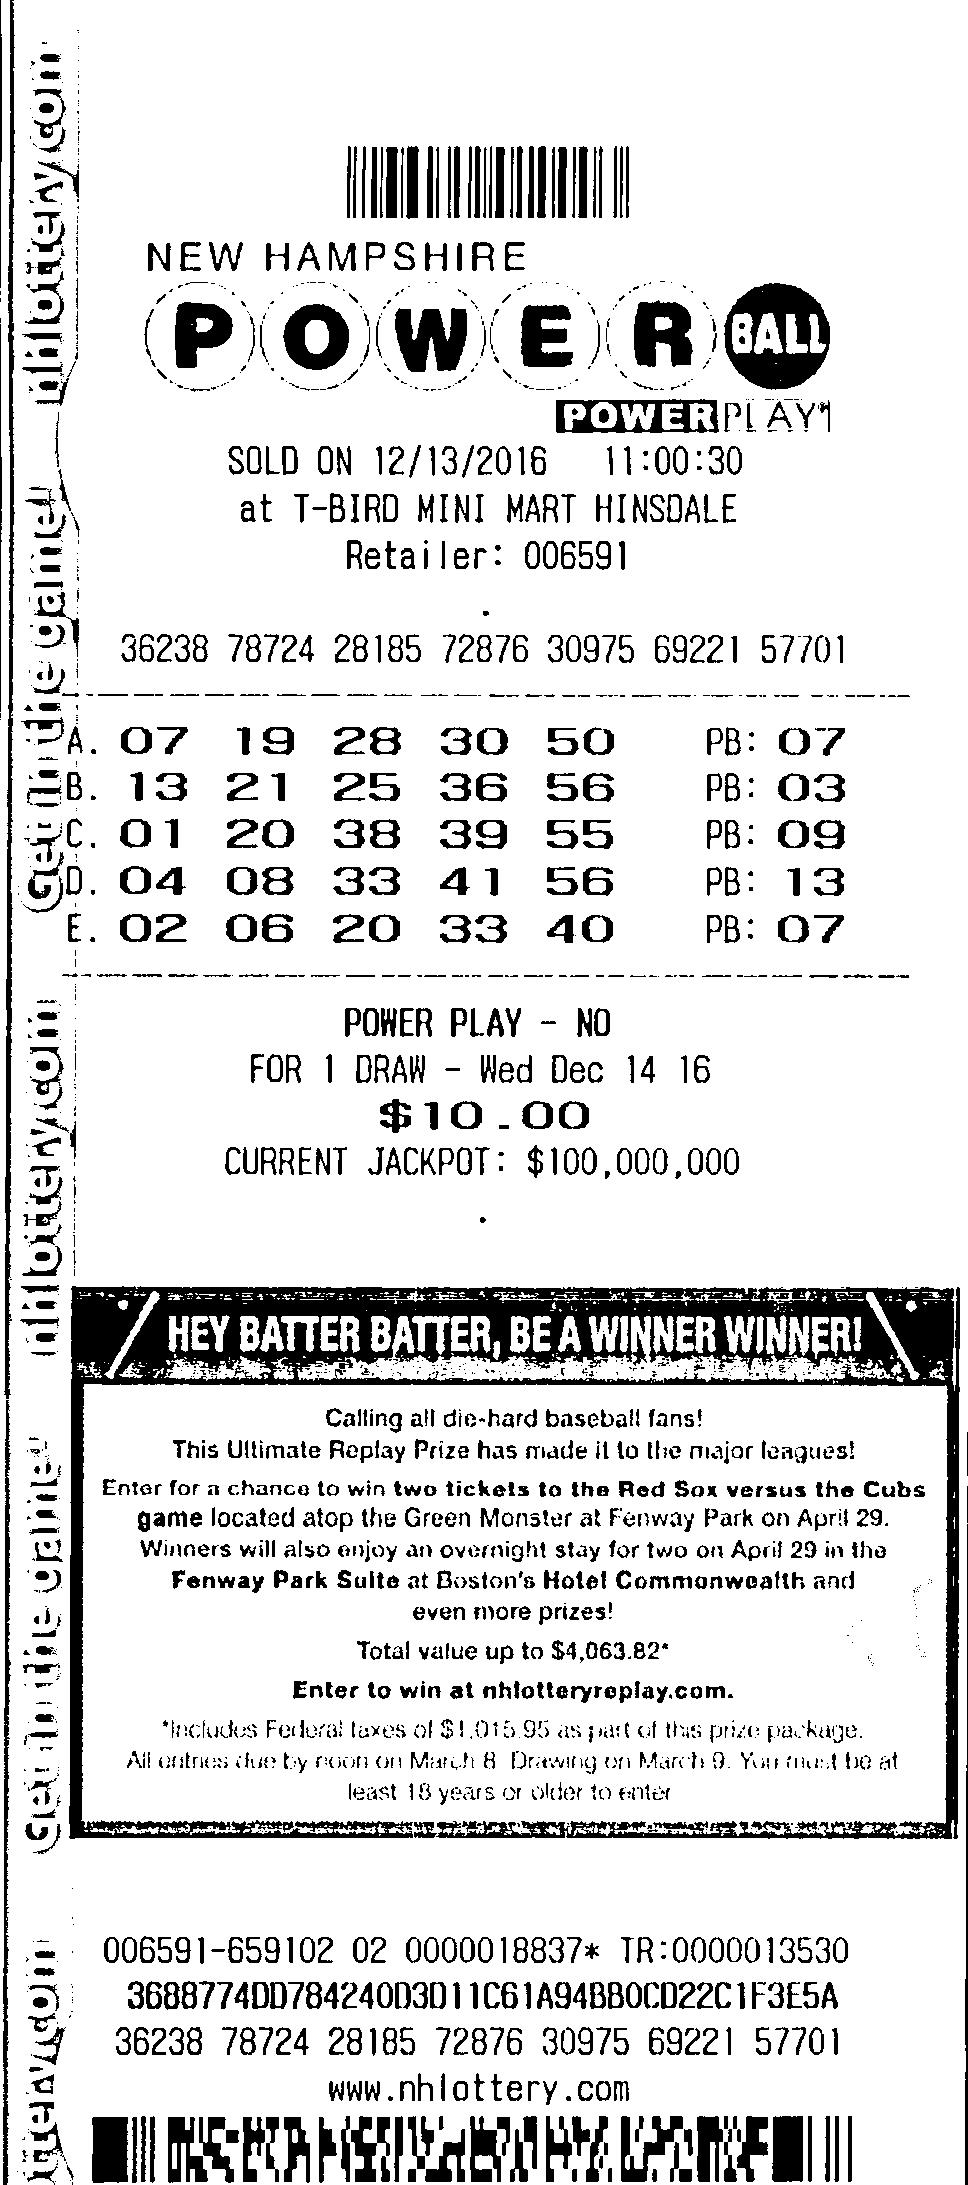 NEW HAMPSHIRE
POWERBALL
POWERPLAY
SOLD ON 12/13/2016 11:00:30
at T-BIRD MINI MART HINSDALE
Retailer: 006591
36238 78724 28185 72876 30975 69221 57701
A. 07 19 28 30 50 PB: 07
B. 13 21 25 36 56 PB: 03
C. 01 20 38 39 55 PB: 09
D. 04 08 33 41 56 PB: 13
E. 02 06 20 33 40 PB: 07
POWER PLAY - NO
FOR 1 DRAW - Wed Dec 14 16
$10.00
CURRENT JACKPOT: $100,000,000
HEY BATTER BATTER, BE A WINNER WINNER!
Calling all die-hard baseball fans!
This Ultimate Replay Prize has made it to the major leagues!
Enter for a chance to win two tickets to the Red Sox versus the Cubs
game located atop the Green Monster at Fenway Park on April 29.
Winners will also enjoy an overnight stay for two on April 29 in the
Fenway Park Suite at Boston's Hotel Commonwealth and
even more prizes!
Total value up to $4,063.82*
Enter to win at nhlotteryreplay.com.
*Includes Federal taxes of $1,015.95 as part of this prize package.
All entries due by noon on March 8. Drawing on March 9. You must be at
least 18 years or older to enter
006591-659102 02 0000018837* TR:0000013530
3688774DD784240D3D11C61A94BB0CD22C1F3E5A
36238 78724 28185 72876 30975 69221 57701
www.nhlottery.com
nhlottery.com
Get in the game!
nhlottery.com
Get in the game!